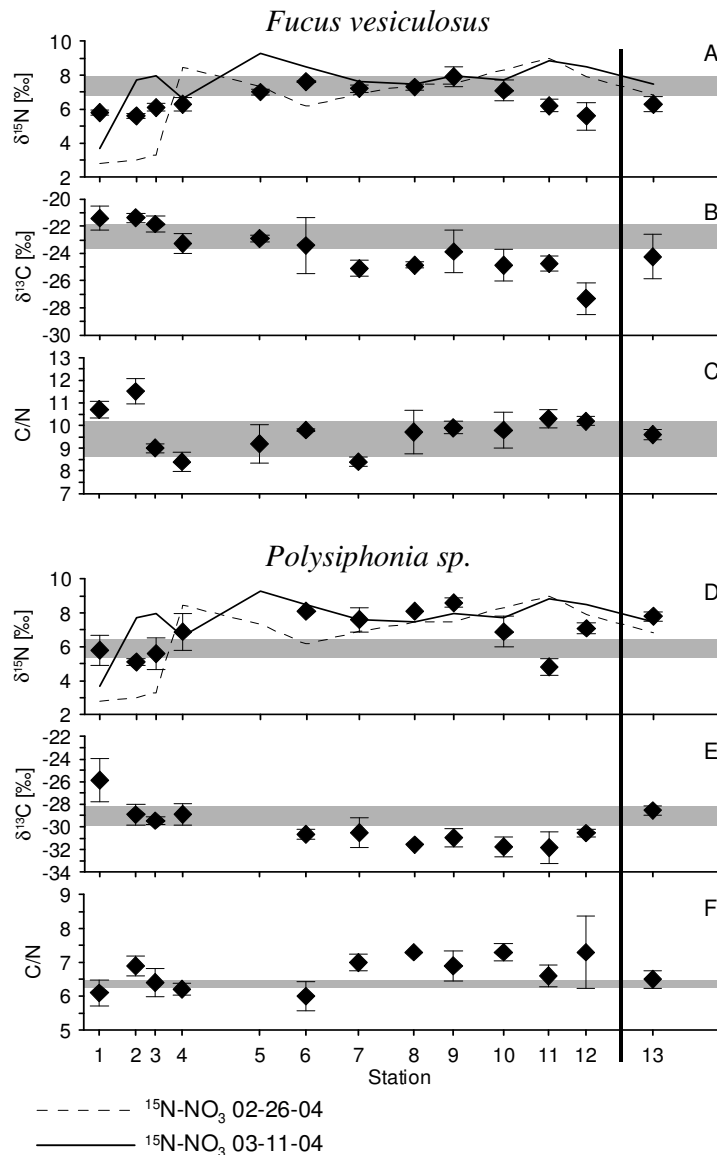 Fucus vesiculosus
A
δ¹⁵N [‰]
10
8
6
4
2
B
δ¹³C [‰]
-20
-22
-24
-26
-28
-30
C
C/N
13
12
11
10
9
8
7
Polysiphonia sp.
D
δ¹⁵N [‰]
10
8
6
4
2
E
δ¹³C [‰]
-22
-24
-26
-28
-30
-32
-34
F
C/N
9
8
7
6
5
1 2 3 4 5 6 7 8 9 10 11 12 13
Station
¹⁵N-NO₃ 02-26-04
¹⁵N-NO₃ 03-11-04